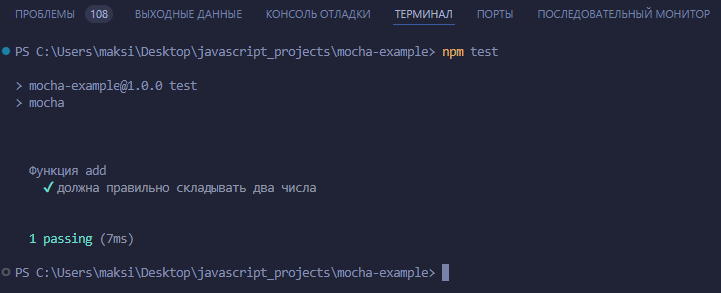 ПРОБЛЕМЫ 108 ВЫХОДНЫЕ ДАННЫЕ КОНСОЛЬ ОТЛАДКИ ТЕРМИНАЛ ПОРТЫ ПОСЛЕДОВАТЕЛЬНЫЙ МОНИТОР
PS C:\Users\maksi\Desktop\javascript_projects\mocha-example> npm test
> mocha-example@1.0.0 test
> mocha
Функция add
✓ должна правильно складывать два числа
1 passing (7ms)
PS C:\Users\maksi\Desktop\javascript_projects\mocha-example>